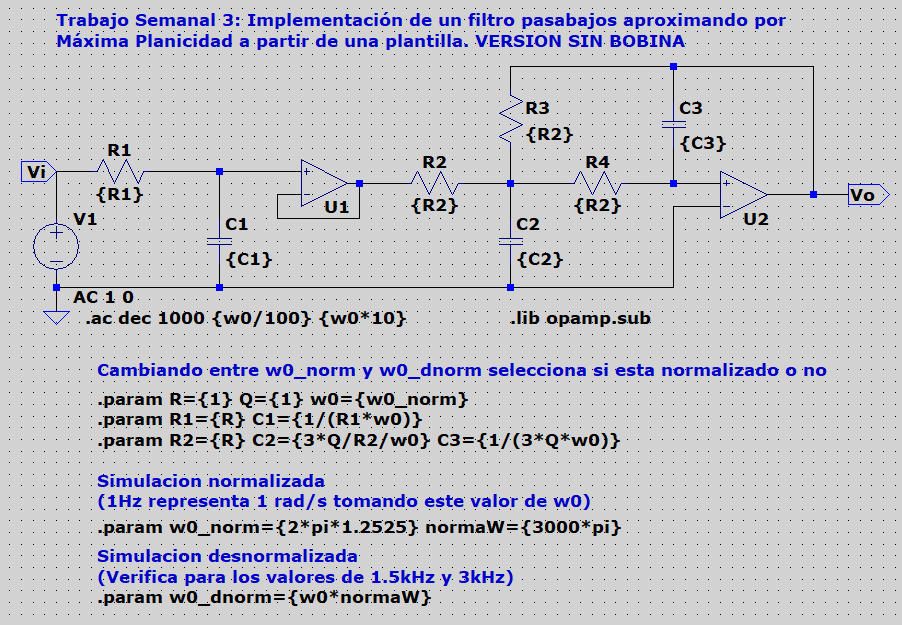 Trabajo Semanal 3: Implementación de un filtro pasabajos aproximando por
Máxima Planicidad a partir de una plantilla. VERSION SIN BOBINA
R3
{R2}
C3
{C3}
Vi
R1
{R1}
U1
R2
{R2}
R4
{R2}
U2
Vo
V1
C1
{C1}
C2
{C2}
AC 1 0
.ac dec 1000 {w0/100} {w0*10}
.lib opamp.sub
Cambiando entre w0_norm y w0_dnorm selecciona si esta normalizado o no
.param R={1} Q={1} w0={w0_norm}
.param R1={R} C1={1/(R1*w0)}
.param R2={R} C2={3*Q/R2/w0} C3={1/(3*Q*w0)}
Simulacion normalizada
(1Hz representa 1 rad/s tomando este valor de w0)
.param w0_norm={2*pi*1.2525} normaW={3000*pi}
Simulacion desnormalizada
(Verifica para los valores de 1.5kHz y 3kHz)
.param w0_dnorm={w0*normaW}